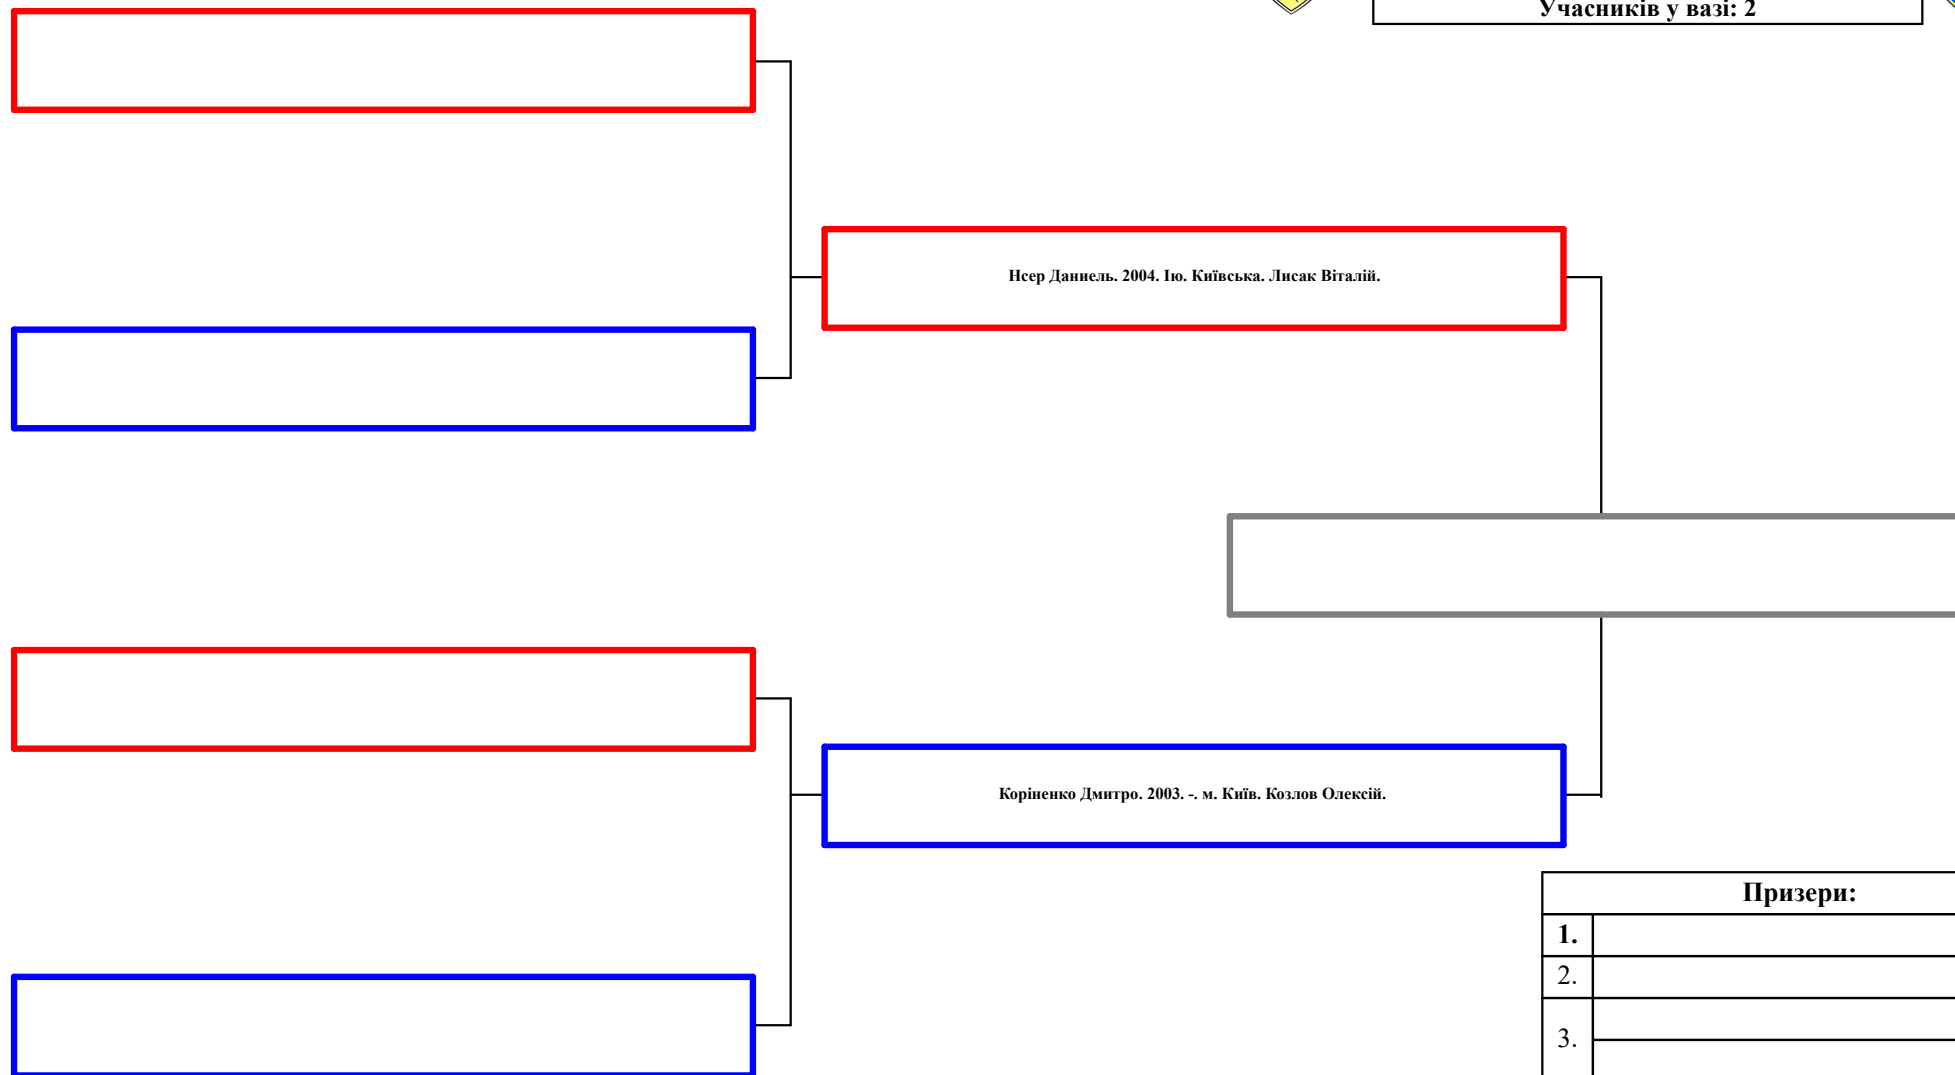 Учасників у вазі: 2
Нсер Даниель. 2004. Ію. Київська. Лисак Віталій.
Коріненко Дмитро. 2003. -. м. Київ. Козлов Олексій.
Призери:
1.
2.
3.